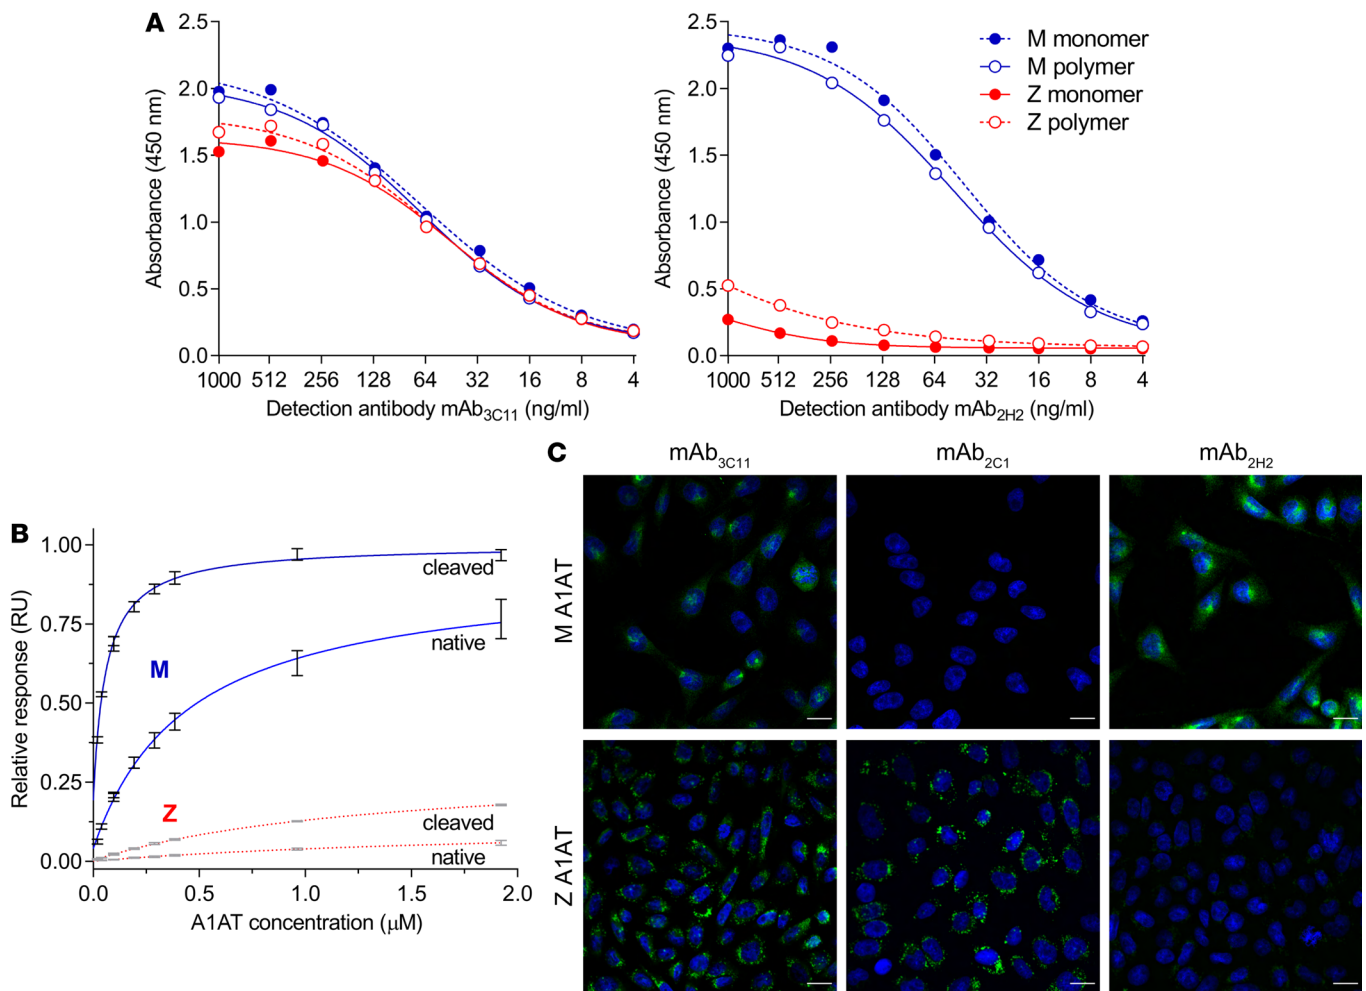 A
2.5
2.0
1.5
1.0
0.5
0.0
Absorbance (450 nm)
1000 512 256 128 64 32 16 8 4
Detection antibody mAb3C11 (ng/ml)
2.5
2.0
1.5
1.0
0.5
0.0
Absorbance (450 nm)
1000 512 256 128 64 32 16 8 4
Detection antibody mAb2H2 (ng/ml)
M monomer
M polymer
Z monomer
Z polymer
B
1.00
0.75
0.50
0.25
0.00
Relative response (RU)
cleaved
native
M
Z
cleaved
native
0.0 0.5 1.0 1.5 2.0
A1AT concentration (μM)
C
mAb3C11 mAb2C1 mAb2H2
M A1AT
Z A1AT